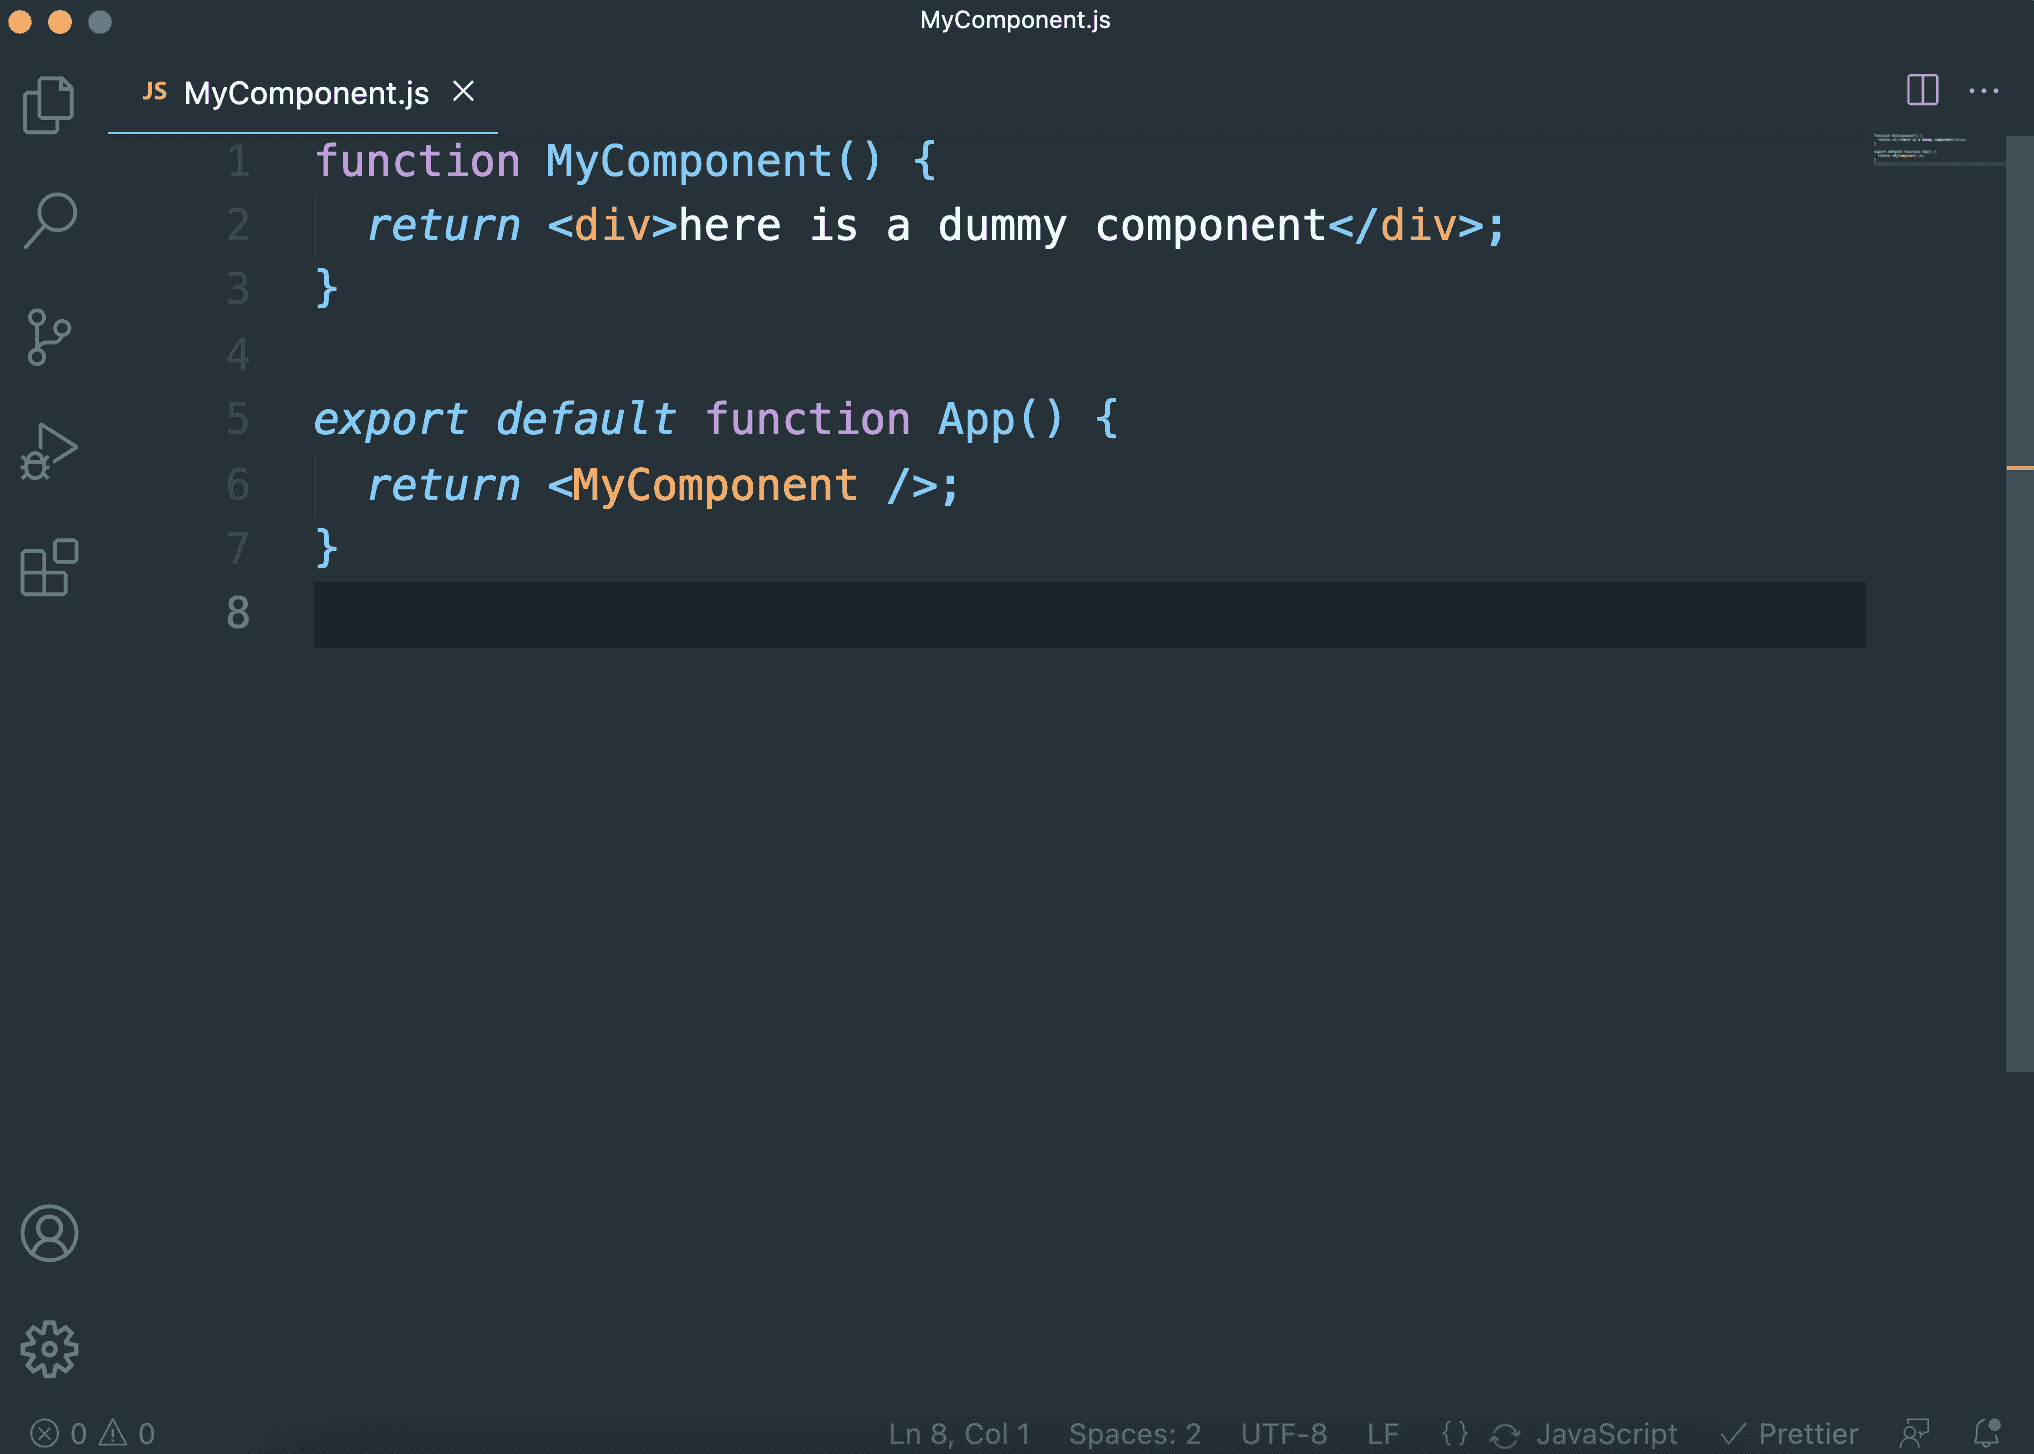 MyComponent.js
JS MyComponent.js
1 function MyComponent() {
2   return <div>here is a dummy component</div>;
3 }
4
5 export default function App() {
6   return <MyComponent />;
7 }
8
0 0 Ln 8, Col 1 Spaces: 2 UTF-8 LF {} JavaScript Prettier